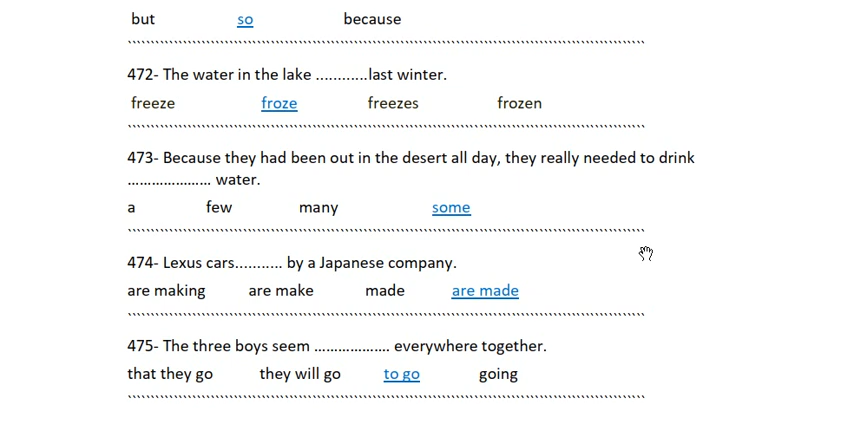 but so because
472- The water in the lake ............last winter.
freeze froze freezes frozen
473- Because they had been out in the desert all day, they really needed to drink
………………… water.
a few many some
474- Lexus cars........... by a Japanese company.
are making are make made are made
475- The three boys seem ………………. everywhere together.
that they go they will go to go going